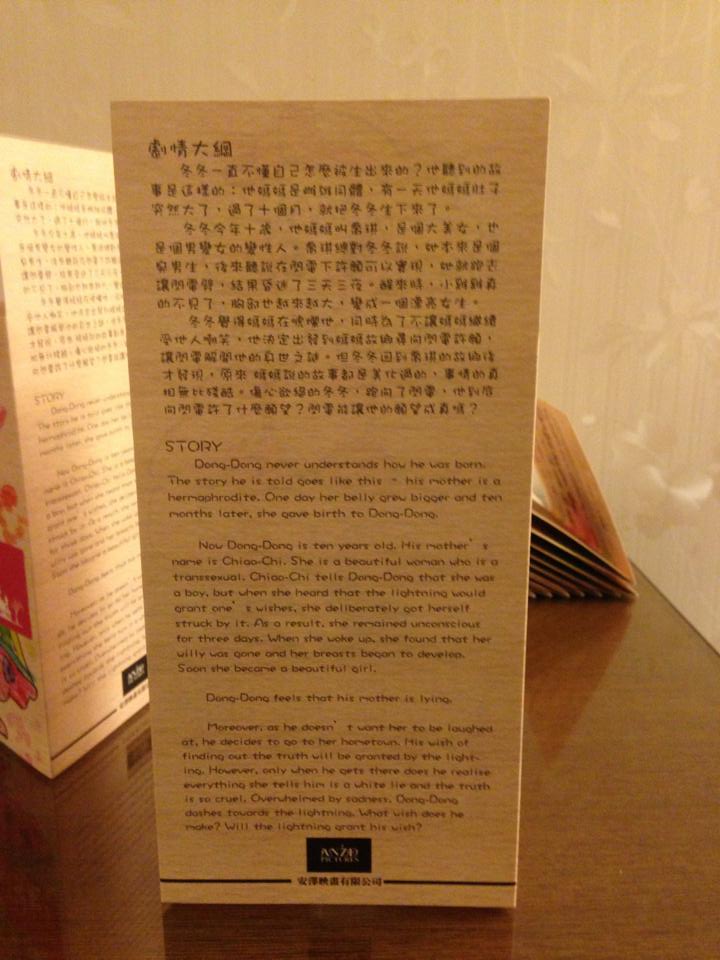 劇情大綱
冬冬一直不懂自己怎麼被生出來的？他聽到的故
事是這樣的：他媽媽是雌雄同體，有一天他媽媽肚子
突然大了，過了十個月，就把冬冬生下來了。
冬冬今年十歲，他媽媽叫喬琪，是個大美女，也
是個男變女的變性人。喬琪總對冬冬說，她本來是個
窮男生，後來聽說在閃電下許願可以實現，她就跑去
讓閃電劈，結果昏迷了三天三夜。醒來時，小雞雞真
的不見了，胸部也越來越大，變成一個漂亮女生。
冬冬覺得媽媽在唬爛他，同時為了不讓媽媽繼續
受他人嘲笑，他決定出發到媽媽故鄉尋向閃電許願，
讓閃電解開他的身世之謎。但冬冬回到喬琪的故鄉後
才發現，原來 媽媽說的故事都是美化過的，事情的真
相無比殘酷。傷心欲絕的冬冬，跑向了閃電，他到底
向閃電許了什麼願望？閃電能讓他的願望成真嗎？
STORY
Dong-Dong never understands how he was born.
The story he is told goes like this - his mother is a
hermaphrodite. One day her belly grew bigger and ten
months later, she gave birth to Dong-Dong.
Now Dong-Dong is ten years old. His mother's
name is Chiao-Chi. She is a beautiful woman who is a
transsexual. Chiao-Chi tells Dong-Dong that she was
a boy, but when she heard that the lightning would
grant one's wishes, she deliberately got herself
struck by it. As a result, she remained unconscious
for three days. When she woke up, she found that her
willy was gone and her breasts began to develop.
Soon she became a beautiful girl.
Dong-Dong feels that his mother is lying.
Moreover, as he doesn't want her to be laughed
at, he decides to go to her hometown. His wish of
finding out the truth will be granted by the light-
ing. However, only when he gets there does he realise
everything she tells him is a white lie and the truth
is so cruel. Overwhelmed by sadness, Dong-Dong
dashes towards the lightning. What wish does he
make? Will the lightning grant his wish?
ANZE
PICTURES
安澤映畫有限公司
劇情大綱
STORY